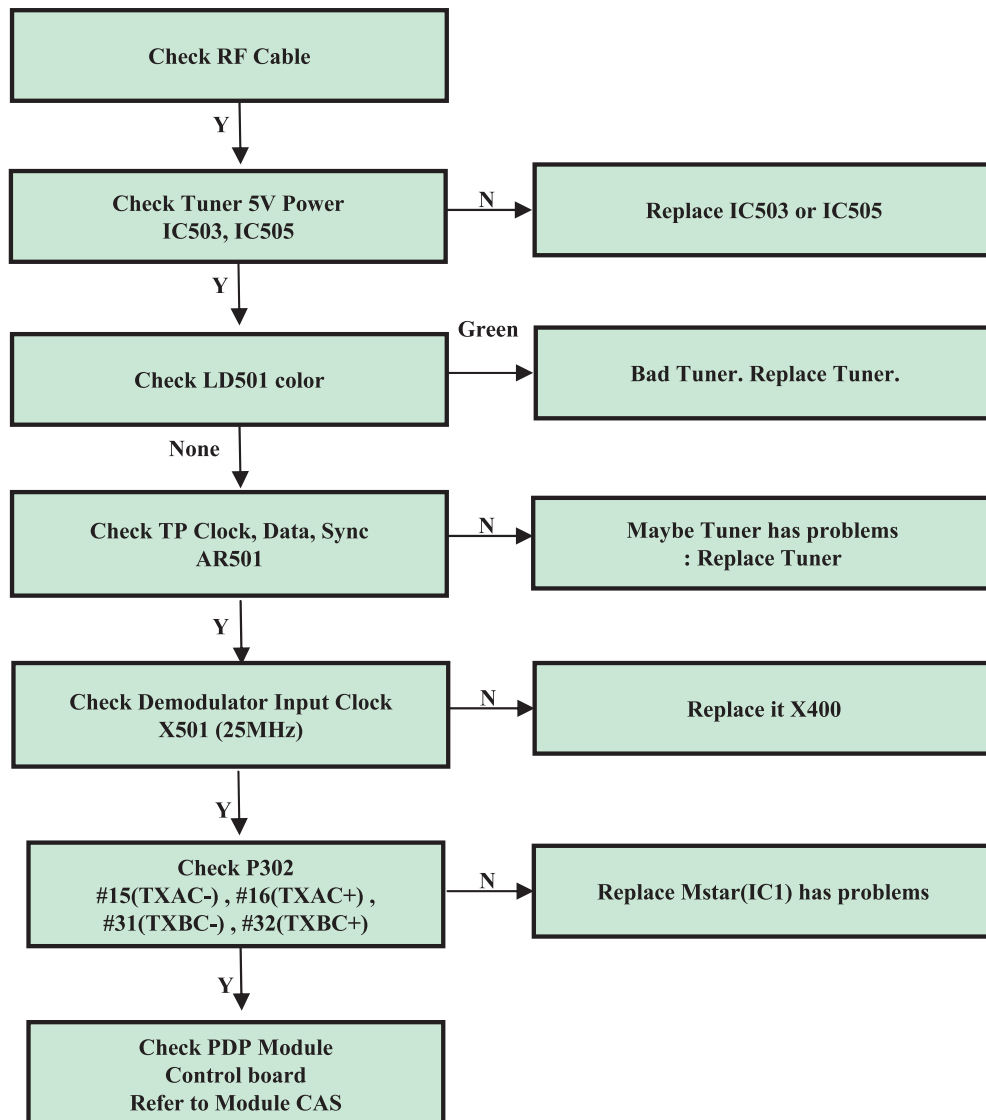 Check RF Cable
Y
Check Tuner 5V Power
IC503, IC505
N
Replace IC503 or IC505
Y
Check LD501 color
Green
Bad Tuner. Replace Tuner.
None
Check TP Clock, Data, Sync
AR501
N
Maybe Tuner has problems
: Replace Tuner
Y
Check Demodulator Input Clock
X501 (25MHz)
N
Replace it X400
Y
Check P302
#15(TXAC-) , #16(TXAC+) ,
#31(TXBC-) , #32(TXBC+)
N
Replace Mstar(IC1) has problems
Y
Check PDP Module
Control board
Refer to Module CAS